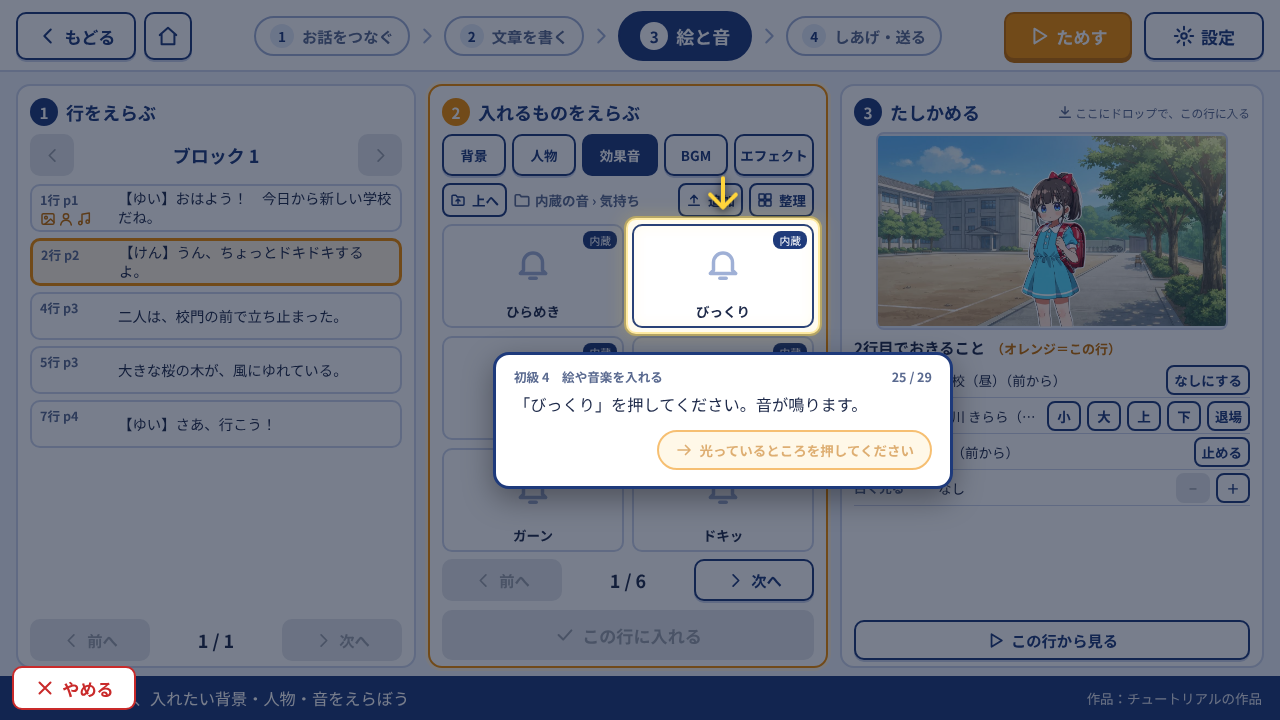 もどる
1 お話をつなぐ
2 文章を書く
3 絵と音
4 しあげ・送る
ためす
設定
1 行をえらぶ
ブロック 1
1行 p1
【ゆい】おはよう！　今日から新しい学校
だね。
2行 p2
【けん】うん、ちょっとドキドキする
よ。
4行 p3
二人は、校門の前で立ち止まった。
5行 p3
大きな桜の木が、風にゆれている。
7行 p4
【ゆい】さあ、行こう！
前へ
1 / 1
次へ
2 入れるものをえらぶ
背景
人物
効果音
BGM
エフェクト
上へ
内蔵の音 › 気持ち
整理
内蔵
ひらめき
内蔵
びっくり
内蔵
内蔵
ガーン
ドキッ
前へ
1 / 6
次へ
この行に入れる
初級 4　絵や音楽を入れる
25 / 29
「びっくり」を押してください。音が鳴ります。
光っているところを押してください
3 たしかめる
ここにドロップで、この行に入る
2行目でおきること （オレンジ＝この行）
校（昼）（前から）
なしにする
川 きらら（…
小
大
上
下
退場
（前から）
止める
白く光る
なし
−
＋
この行から見る
やめる
、入れたい背景・人物・音をえらぼう
作品：チュートリアルの作品